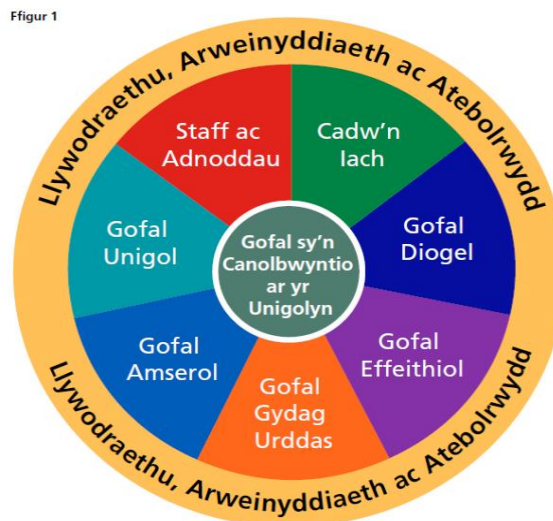 Ffigur 1
Llywodraethu, Arweinyddiaeth ac Atebolrwydd
Staff ac
Adnoddau
Cadw'n
Iach
Gofal
Unigol
Gofal sy'n
Canolbwyntio
ar yr
Unigolyn
Gofal
Diogel
Gofal
Amserol
Gofal
Gydag
Urddas
Gofal
Effeithiol
Llywodraethu, Arweinyddiaeth ac Atebolrwydd